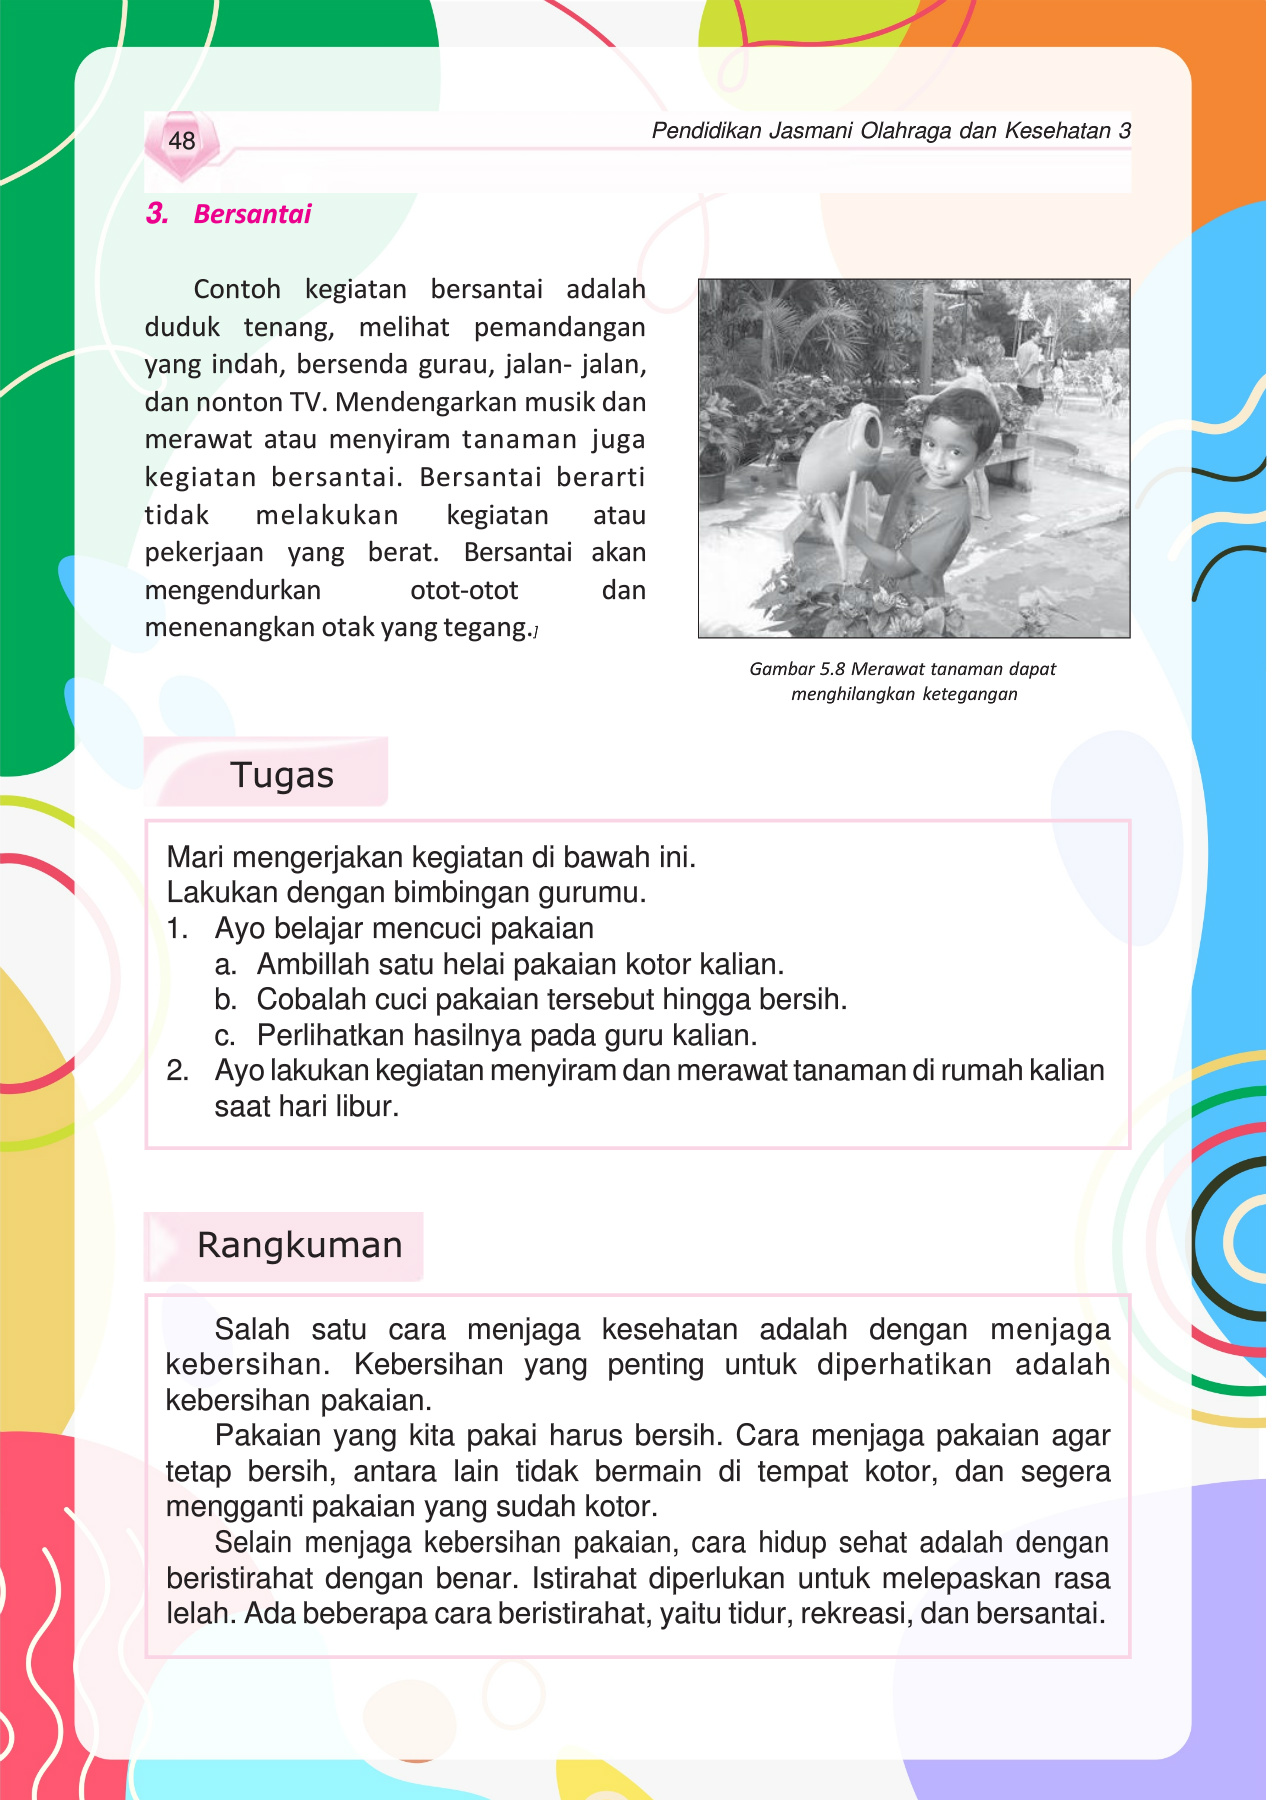 48
Pendidikan Jasmani Olahraga dan Kesehatan 3
3. Bersantai
Contoh kegiatan bersantai adalah
duduk tenang, melihat pemandangan
yang indah, bersenda gurau, jalan- jalan,
dan nonton TV. Mendengarkan musik dan
merawat atau menyiram tanaman juga
kegiatan bersantai. Bersantai berarti
tidak melakukan kegiatan atau
pekerjaan yang berat. Bersantai akan
mengendurkan otot-otot dan
menenangkan otak yang tegang.]
Gambar 5.8 Merawat tanaman dapat
menghilangkan ketegangan
Tugas
Mari mengerjakan kegiatan di bawah ini.
Lakukan dengan bimbingan gurumu.
1. Ayo belajar mencuci pakaian
a. Ambillah satu helai pakaian kotor kalian.
b. Cobalah cuci pakaian tersebut hingga bersih.
c. Perlihatkan hasilnya pada guru kalian.
2. Ayo lakukan kegiatan menyiram dan merawat tanaman di rumah kalian
saat hari libur.
Rangkuman
Salah satu cara menjaga kesehatan adalah dengan menjaga
kebersihan. Kebersihan yang penting untuk diperhatikan adalah
kebersihan pakaian.
Pakaian yang kita pakai harus bersih. Cara menjaga pakaian agar
tetap bersih, antara lain tidak bermain di tempat kotor, dan segera
mengganti pakaian yang sudah kotor.
Selain menjaga kebersihan pakaian, cara hidup sehat adalah dengan
beristirahat dengan benar. Istirahat diperlukan untuk melepaskan rasa
lelah. Ada beberapa cara beristirahat, yaitu tidur, rekreasi, dan bersantai.